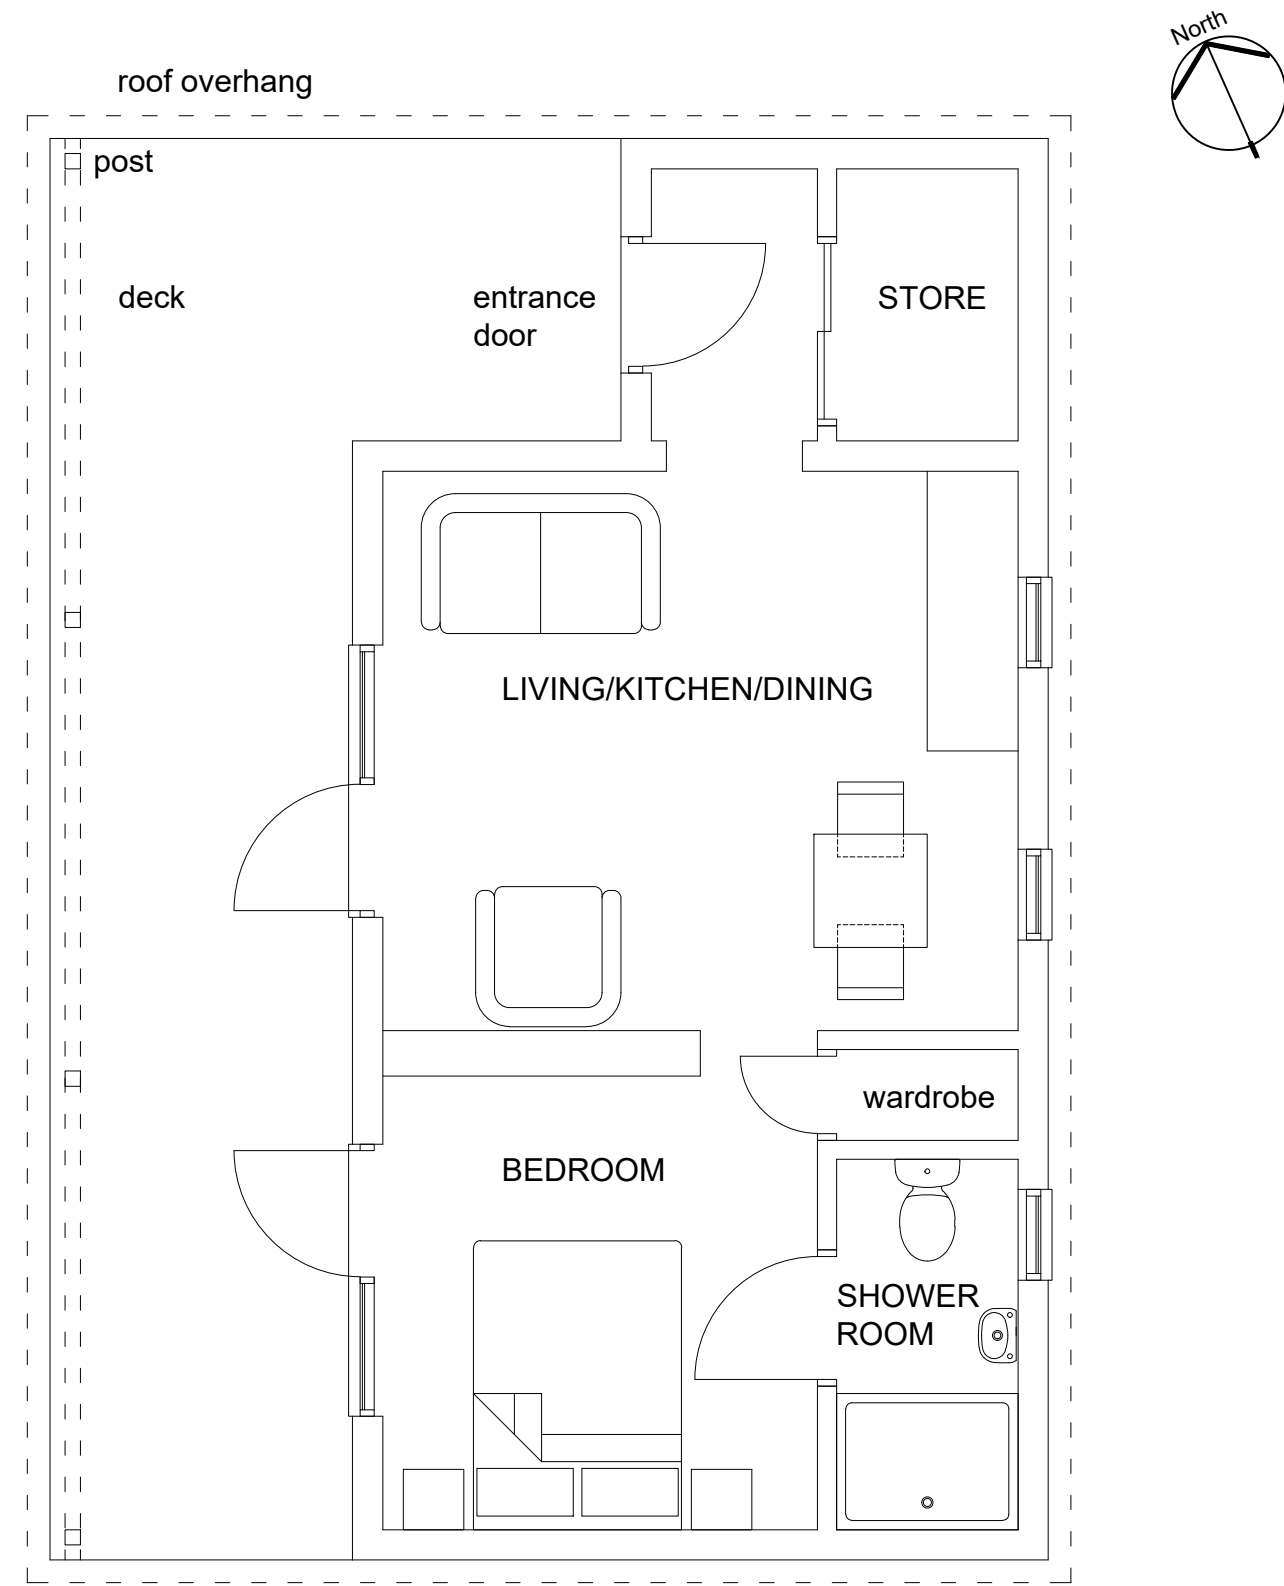 North
roof overhang
post
deck
entrance
door
STORE
LIVING/KITCHEN/DINING
wardrobe
BEDROOM
SHOWER
ROOM